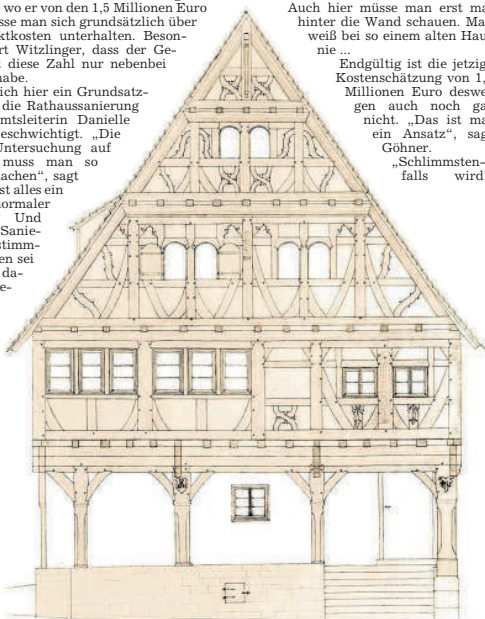 wo er von den 1,5 Millionen Euro
sse man sich grundsätzlich über
ktkosten unterhalten. Beson-
rt Witzlinger, dass der Ge-
diese Zahl nur nebenbei
abe.
ich hier ein Grundsatz-
die Rathaussanierung
mtsleiterin Danielle
eschwichtigt. „Die
Untersuchung auf
muss man so
achen“, sagt
st alles ein
ormaler
Und
Sanie-
stimm-
en sei
da-
e-
Auch hier müsse man erst ma
hinter die Wand schauen. Ma
weiß bei so einem alten Hau
nie ...
Endgültig ist die jetzig
Kostenschätzung von 1,
Millionen Euro deswe
gen auch noch ga
nicht. „Das ist ma
ein Ansatz“, sag
Göhner.
„Schlimmsten-
falls wird